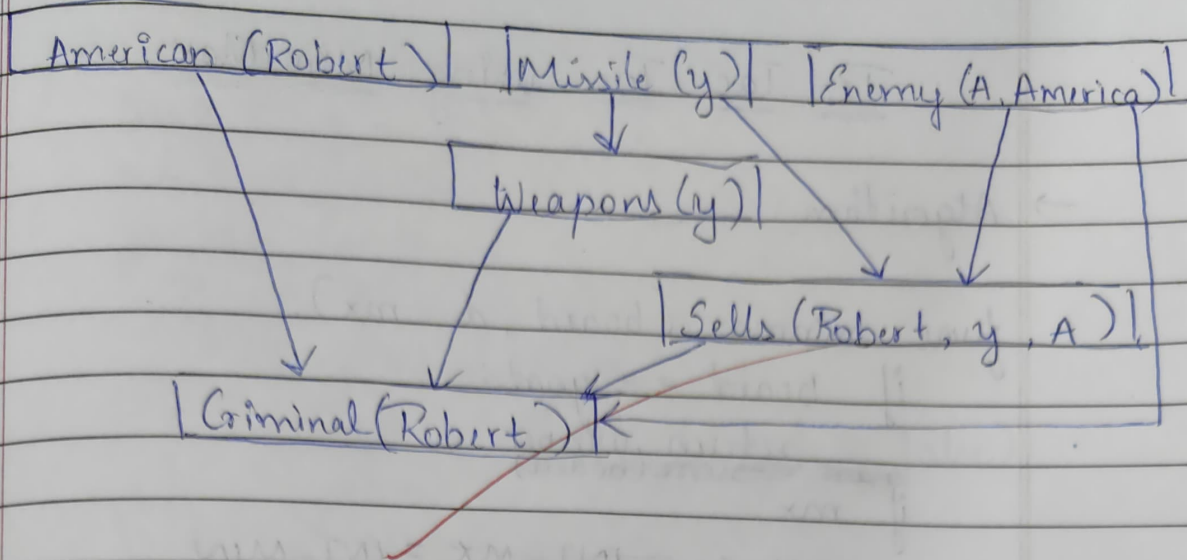 American (Robert) Missile (y) Enemy (A, America)
Weapons (y)
Sells (Robert, y, A)
Criminal (Robert)